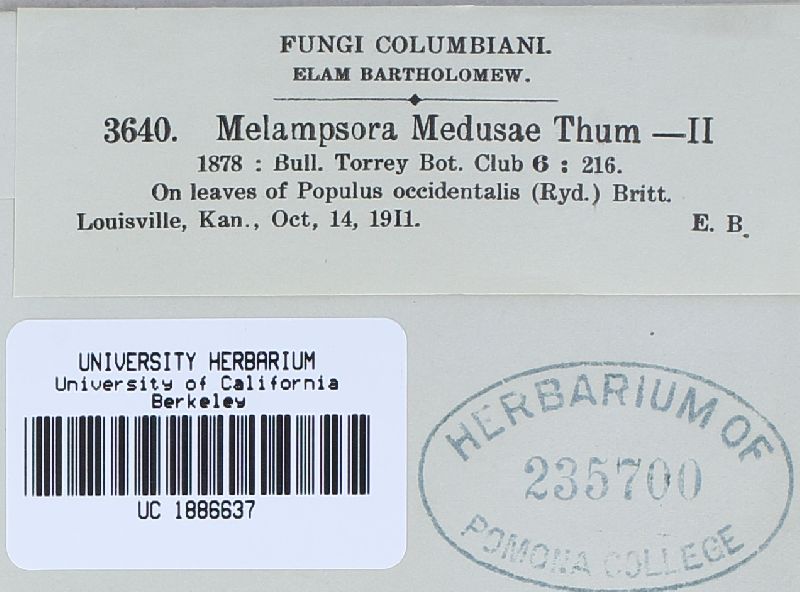 FUNGI COLUMBIANI.
ELAM BARTHOLOMEW.
3640. Melampsora Medusae Thum —II
1878 : Bull. Torrey Bot. Club 6 : 216.
On leaves of Populus occidentalis (Ryd.) Britt.
Louisville, Kan., Oct, 14, 1911. E. B.
UNIVERSITY HERBARIUM
University of California
Berkeley
UC 1886637
HERBARIUM OF
235700
POMONA COLLEGE